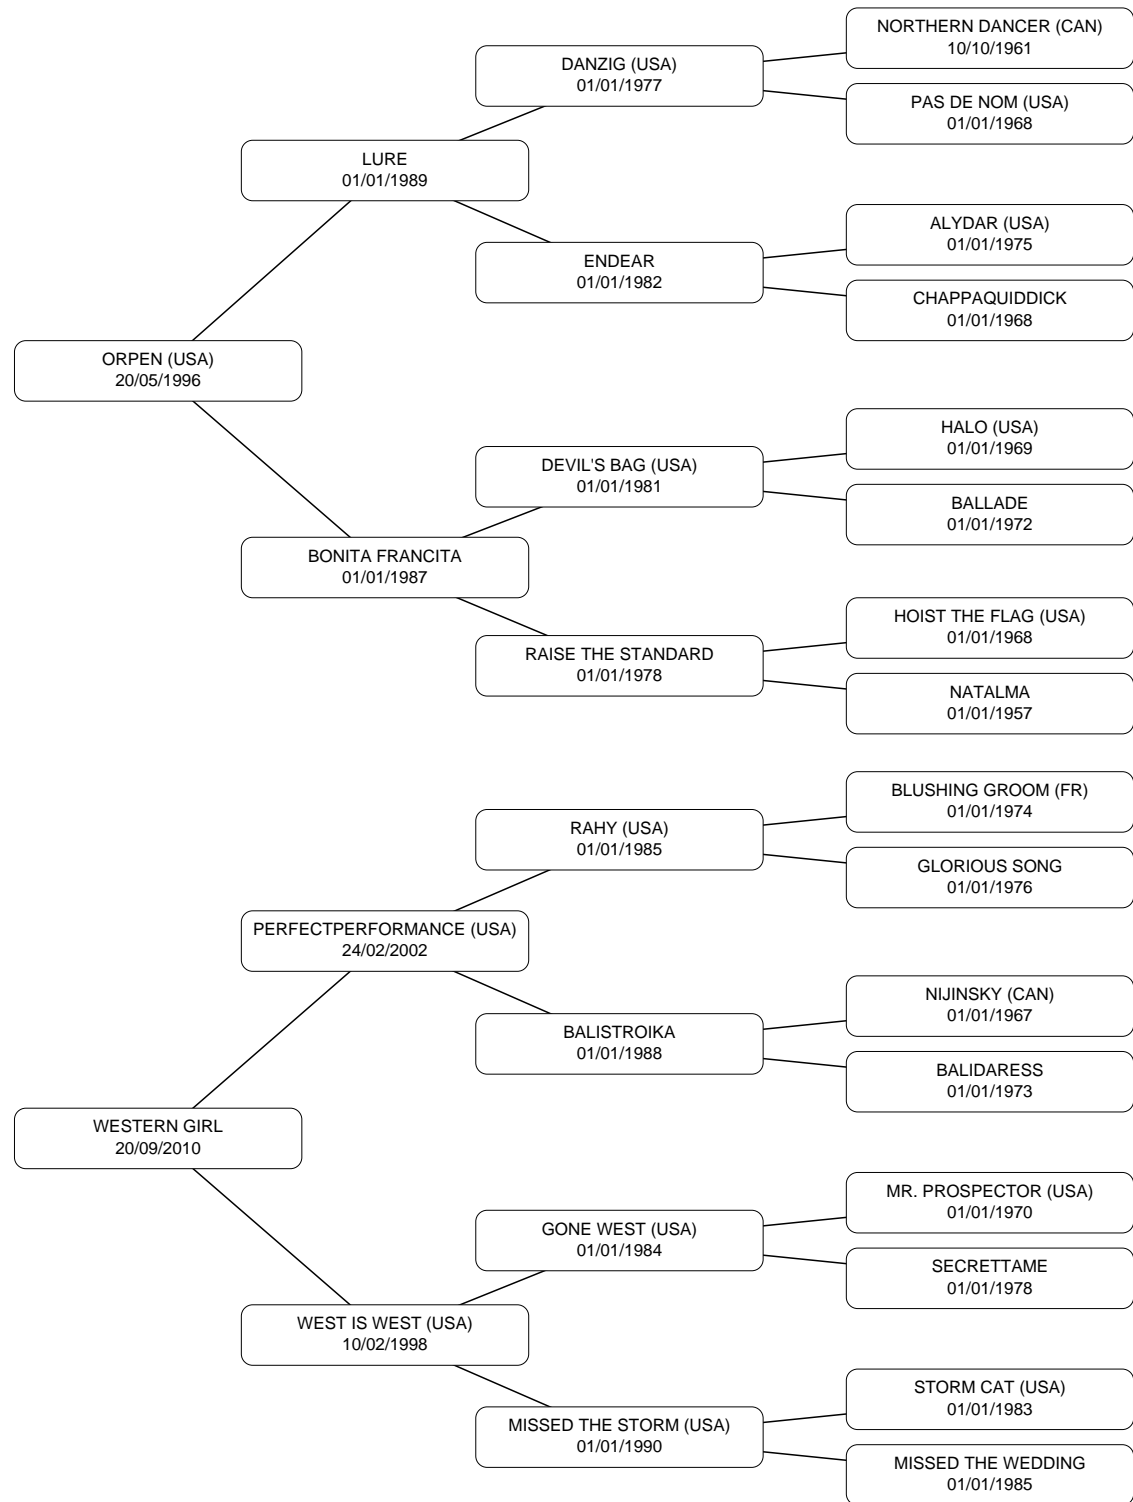 NORTHERN DANCER (CAN)
10/10/1961
DANZIG (USA)
01/01/1977
PAS DE NOM (USA)
01/01/1968
LURE
01/01/1989
ALYDAR (USA)
01/01/1975
ENDEAR
01/01/1982
CHAPPAQUIDDICK
01/01/1968
ORPEN (USA)
20/05/1996
HALO (USA)
01/01/1969
DEVIL'S BAG (USA)
01/01/1981
BALLADE
01/01/1972
BONITA FRANCITA
01/01/1987
HOIST THE FLAG (USA)
01/01/1968
RAISE THE STANDARD
01/01/1978
NATALMA
01/01/1957
BLUSHING GROOM (FR)
01/01/1974
RAHY (USA)
01/01/1985
GLORIOUS SONG
01/01/1976
PERFECTPERFORMANCE (USA)
24/02/2002
NIJINSKY (CAN)
01/01/1967
BALISTROIKA
01/01/1988
BALIDARESS
01/01/1973
WESTERN GIRL
20/09/2010
MR. PROSPECTOR (USA)
01/01/1970
GONE WEST (USA)
01/01/1984
SECRETTAME
01/01/1978
WEST IS WEST (USA)
10/02/1998
STORM CAT (USA)
01/01/1983
MISSED THE STORM (USA)
01/01/1990
MISSED THE WEDDING
01/01/1985